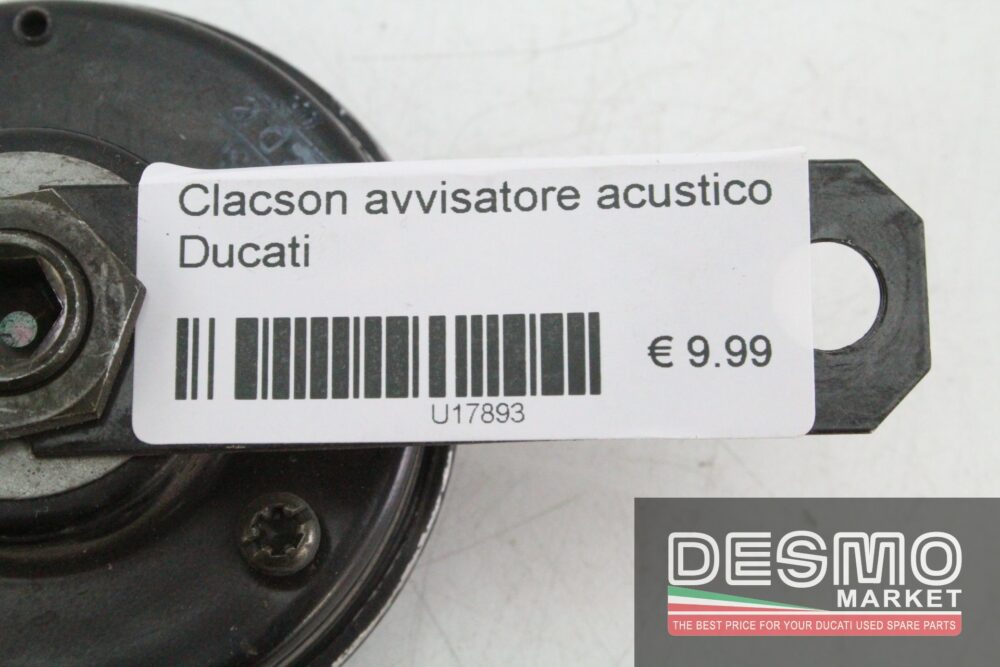 Clacson avvisatore acustico
Ducati
€ 9.99
U17893
DESMO
MARKET
THE BEST PRICE FOR YOUR DUCATI USED SPARE PARTS